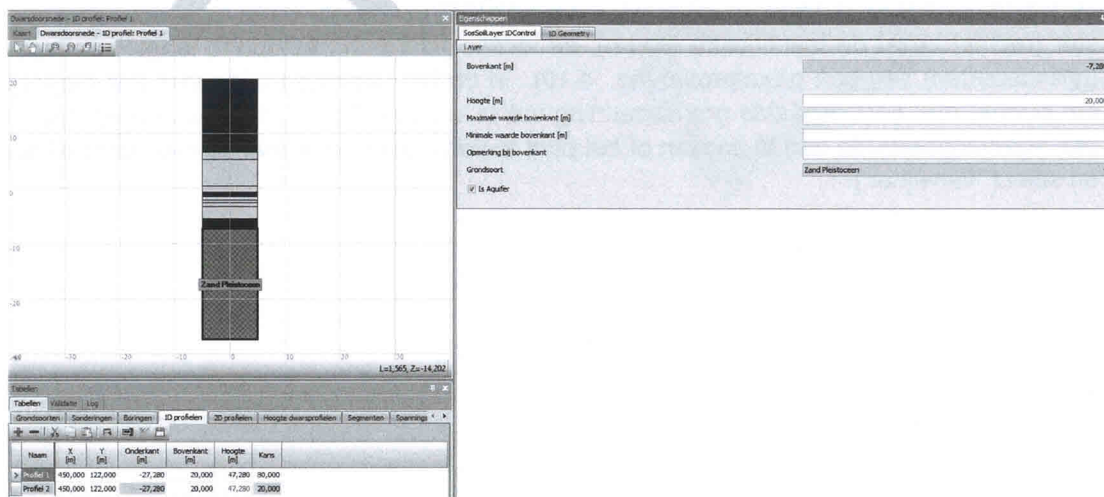 Dwarsdoorsnede - 1D profiel: Profiel 1
Kaart Dwarsdoorsnede - 1D profiel: Profiel 1
20
10
0
-10
-20
-30
-20
-10
0
10
20
30
Zand Pleistoceen
L=1,565, Z=-14,202
Eigenschappen
SosSoilLayer 1DControl 1D Geometry
Layer
Bovenkant [m] -7,280
Hoogte [m] 20,000
Maximale waarde bovenkant [m]
Minimale waarde bovenkant [m]
Opmerking bij bovenkant
Grondsoort Zand Pleistoceen
Is Aquifer
Tabellen
Tabellen Validatie Log
Grondsoorten Sonderingen Boringen 1D profielen 2D profielen Hoogte dwarsprofielen Segmenten Spannings
Naam X [m] Y [m] Onderkant [m] Bovenkant [m] Hoogte [m] Kans
Profiel 1 450,000 122,000 -27,280 20,000 47,280 80,000
Profiel 2 450,000 122,000 -27,280 20,000 47,280 20,000